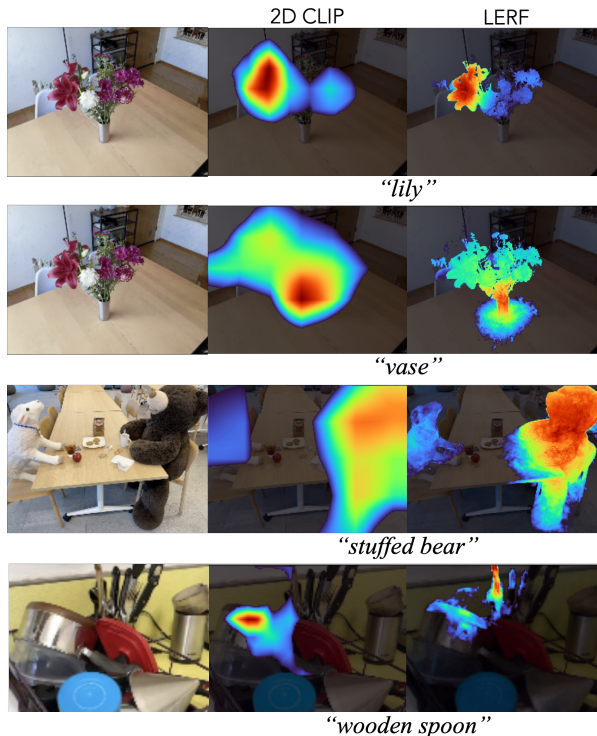 2D CLIP
LERF
“lily”
“vase”
“stuffed bear”
“wooden spoon”